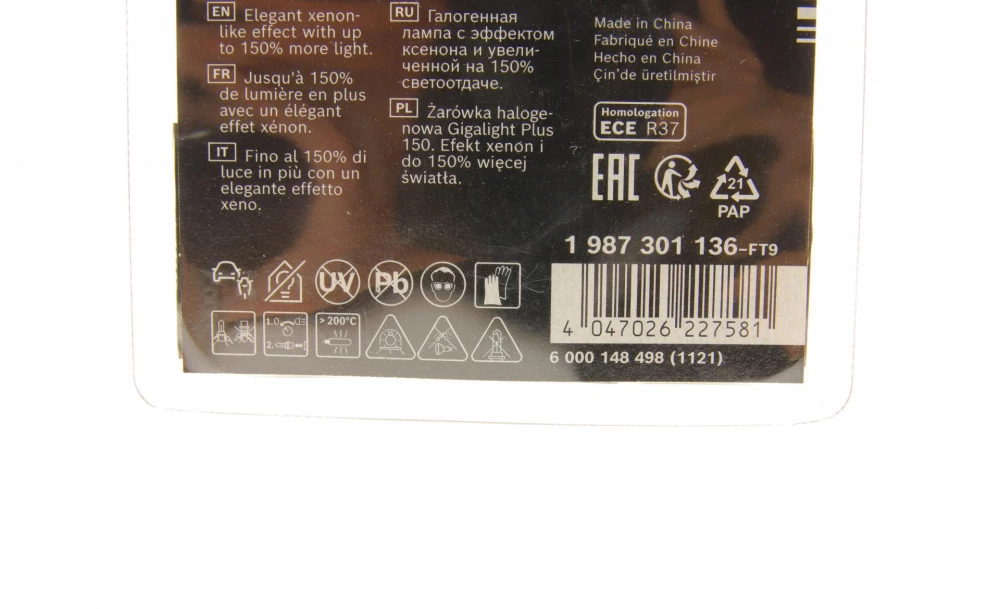 EN Elegant xenon-
like effect with up
to 150% more light.
FR Jusqu'à 150%
de lumière en plus
avec un élégant
effet xénon.
IT Fino al 150% di
luce in più con un
elegante effetto
xeno.
RU Галогенная
лампа с эффектом
ксенона и увели-
ченной на 150%
светоотдаче.
PL Żarówka haloge-
nowa Gigalight Plus
150. Efekt xenon i
do 150% więcej
światła.
Made in China
Fabriqué en Chine
Hecho en China
Çin'de üretilmiştir
Homologation
ECE R37
EAC
21
PAP
1 987 301 136-FT9
UV
Pb
1.0
2.
> 200°C
4 047026 227581
6 000 148 498 (1121)